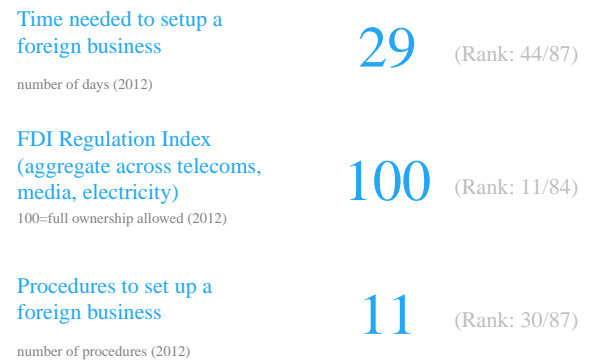 Time needed to setup a
foreign business
29 (Rank: 44/87)
number of days (2012)
FDI Regulation Index
(aggregate across telecoms,
media, electricity)
100 (Rank: 11/84)
100=full ownership allowed (2012)
Procedures to set up a
foreign business
11 (Rank: 30/87)
number of procedures (2012)